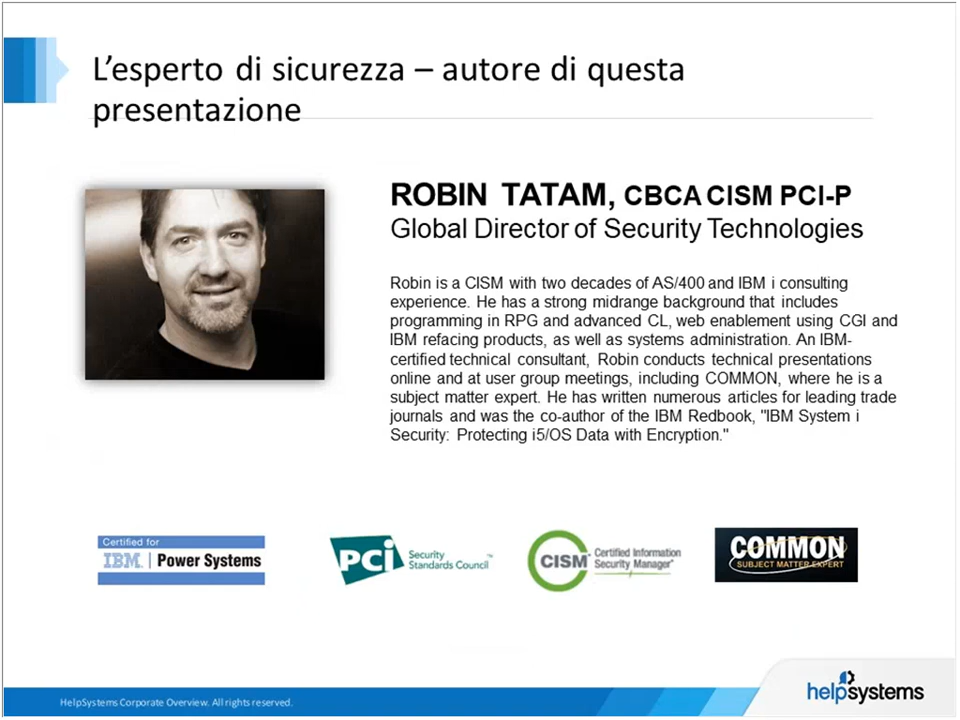 L’esperto di sicurezza – autore di questa
presentazione
ROBIN TATAM, CBCA CISM PCI-P
Global Director of Security Technologies
Robin is a CISM with two decades of AS/400 and IBM i consulting
experience. He has a strong midrange background that includes
programming in RPG and advanced CL, web enablement using CGI and
IBM refacing products, as well as systems administration. An IBM-
certified technical consultant, Robin conducts technical presentations
online and at user group meetings, including COMMON, where he is a
subject matter expert. He has written numerous articles for leading trade
journals and was the co-author of the IBM Redbook, "IBM System i
Security: Protecting i5/OS Data with Encryption."
Certified for
IBM. | Power Systems
PCi Security
Standards Council™
CISM Certified Information
Security Manager®
COMMON
SUBJECT MATTER EXPERT
HelpSystems Corporate Overview. All rights reserved.
helpsystems